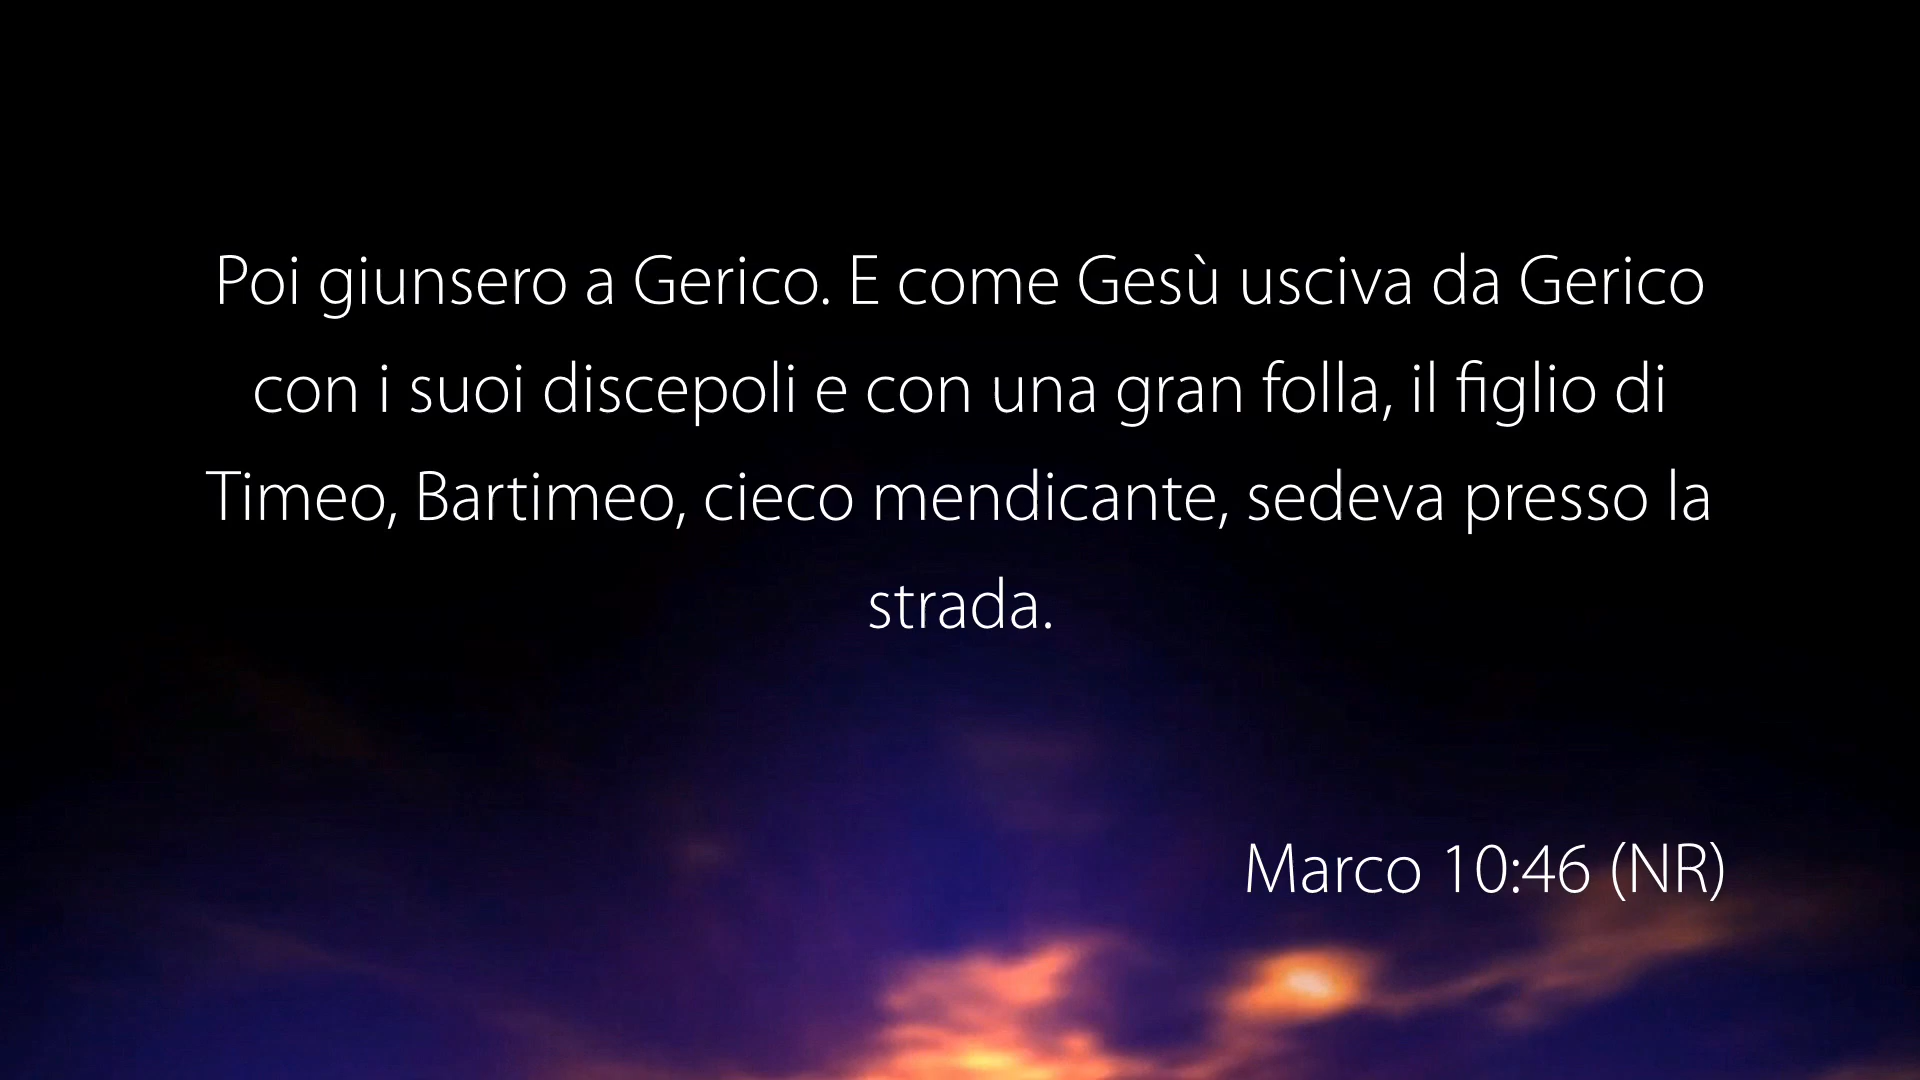 Poi giunsero a Gerico. E come Gesù usciva da Gerico
con i suoi discepoli e con una gran folla, il figlio di
Timeo, Bartimeo, cieco mendicante, sedeva presso la
strada.
Marco 10:46 (NR)